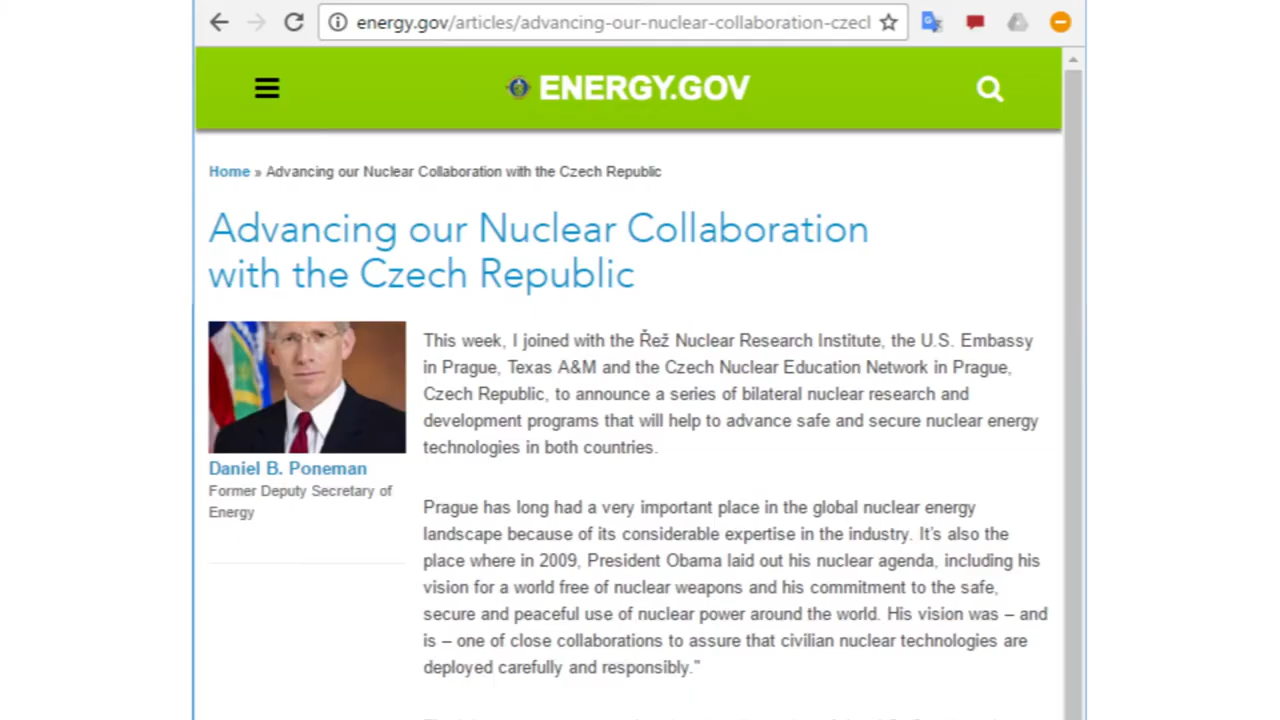 energy.gov/articles/advancing-our-nuclear-collaboration-czecl
ENERGY.GOV
Home » Advancing our Nuclear Collaboration with the Czech Republic
Advancing our Nuclear Collaboration
with the Czech Republic
This week, I joined with the Řež Nuclear Research Institute, the U.S. Embassy
in Prague, Texas A&M and the Czech Nuclear Education Network in Prague,
Czech Republic, to announce a series of bilateral nuclear research and
development programs that will help to advance safe and secure nuclear energy
technologies in both countries.
Daniel B. Poneman
Former Deputy Secretary of
Energy
Prague has long had a very important place in the global nuclear energy
landscape because of its considerable expertise in the industry. It's also the
place where in 2009, President Obama laid out his nuclear agenda, including his
vision for a world free of nuclear weapons and his commitment to the safe,
secure and peaceful use of nuclear power around the world. His vision was – and
is – one of close collaborations to assure that civilian nuclear technologies are
deployed carefully and responsibly.”